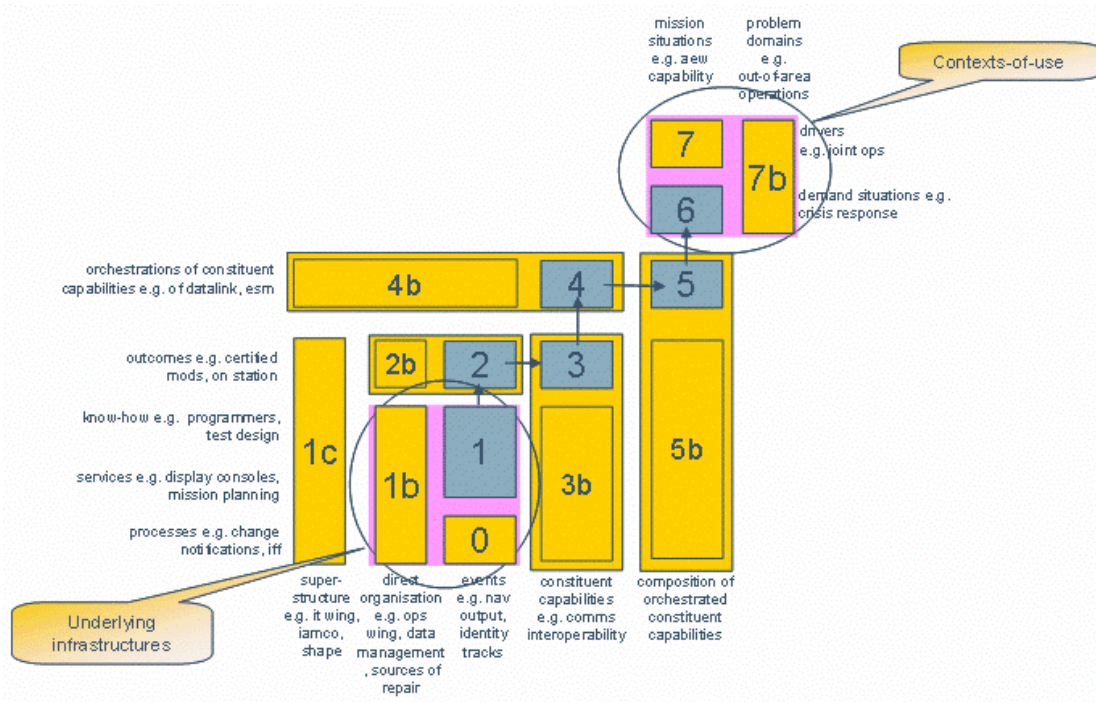 mission
situations
e.g. aew
capability
problem
domains
e.g.
out-of-area
operations
Contexts-of-use
7
7b
drivers
e.g. joint ops
6
demand situations e.g.
crisis response
orchestrations of constituent
capabilities e.g. of datalink, esm
4b
4
5
outcomes e.g. certified
mods, on station
2b
2
3
know-how e.g. programmers,
test design
1c
1b
1
3b
5b
services e.g. display consoles,
mission planning
processes e.g. change
notifications, iff
0
super-
structure
e.g. it wing,
iamco,
shape
direct
organisation
e.g. ops
wing, data
management
, sources of
repair
events
e.g. nav
output,
identity
tracks
constituent
capabilities
e.g. comms
interoperability
composition of
orchestrated
constituent
capabilities
Underlying
infrastructures